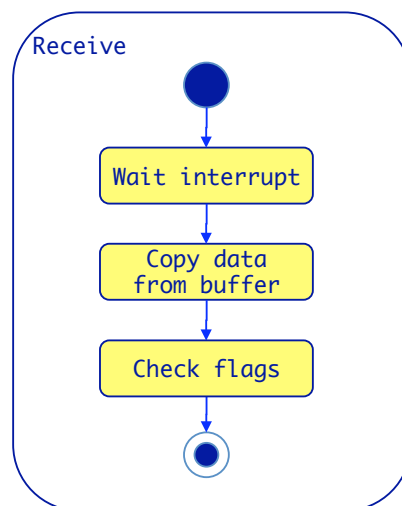 Receive
Wait interrupt
Copy data
from buffer
Check flags